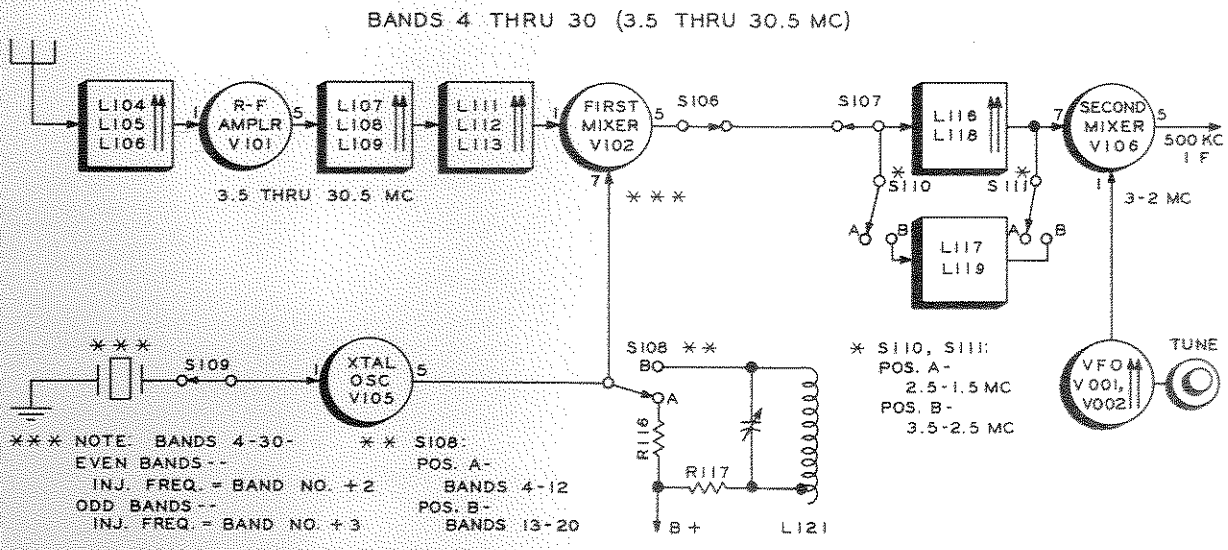 BANDS 4 THRU 30 (3.5 THRU 30.5 MC)
L104
L105
L106
1
R-F
AMPLR
V101
5
L107
L108
L109
L111
L112
L113
1
FIRST
MIXER
V102
5
7
S106
S107
L116
L118
7
SECOND
MIXER
V106
5
1
500 KC
I F
3.5 THRU 30.5 MC
* * *
* S110
* S111
A B
A B
L117
L119
3-2 MC
* * *
S109
1
XTAL
OSC
V105
5
S108 * *
B
A
R116
R117
L121
B +
* S110, S111:
POS. A-
2.5-1.5 MC
POS. B-
3.5-2.5 MC
VFO
V001,
V002
TUNE
* * * NOTE: BANDS 4-30-
EVEN BANDS--
INJ. FREQ. = BAND NO. + 2
ODD BANDS--
INJ. FREQ. = BAND NO. + 3
* * S108:
POS. A-
BANDS 4-12
POS. B-
BANDS 13-20